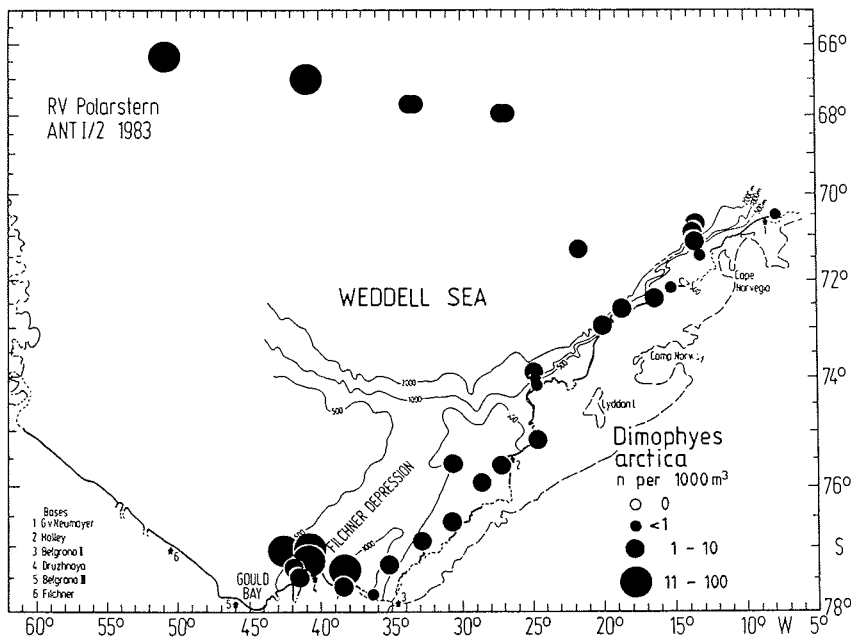 66°
RV Polarstern
ANT I/2 1983
68°
70°
Cape
Norvegia
72°
WEDDELL SEA
Camp Norway
74°
2000
1000
500
Lyddan I.
Dimophyes
arctica
n per 1000 m³
0
<1
1 - 10
11 - 100
76°
FILCHNER DEPRESSION
Bases
1 G.v.Neumayer
2 Halley
3 Belgrano I
4 Druzhnaya
5 Belgrano II
6 Filchner
S
GOULD
BAY
78°
60° 50° 45° 40° 35° 30° 25° 20° 15° 10° W 5°